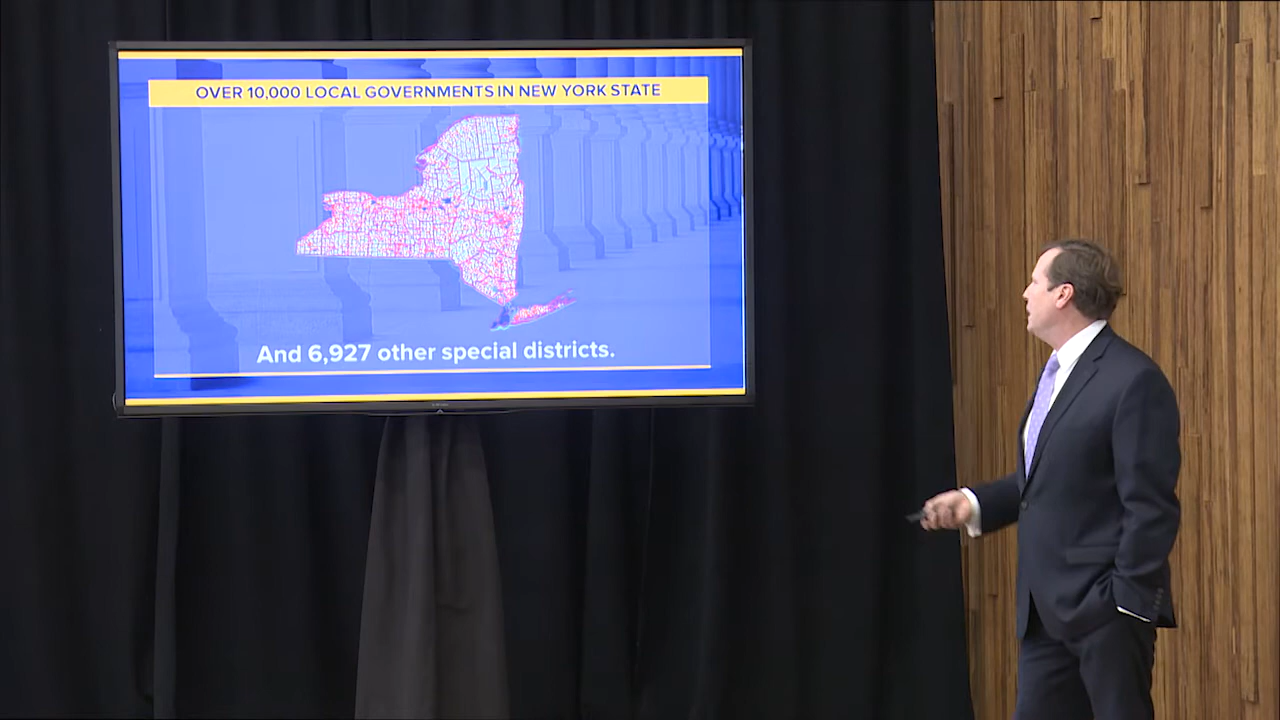 OVER 10,000 LOCAL GOVERNMENTS IN NEW YORK STATE
And 6,927 other special districts.